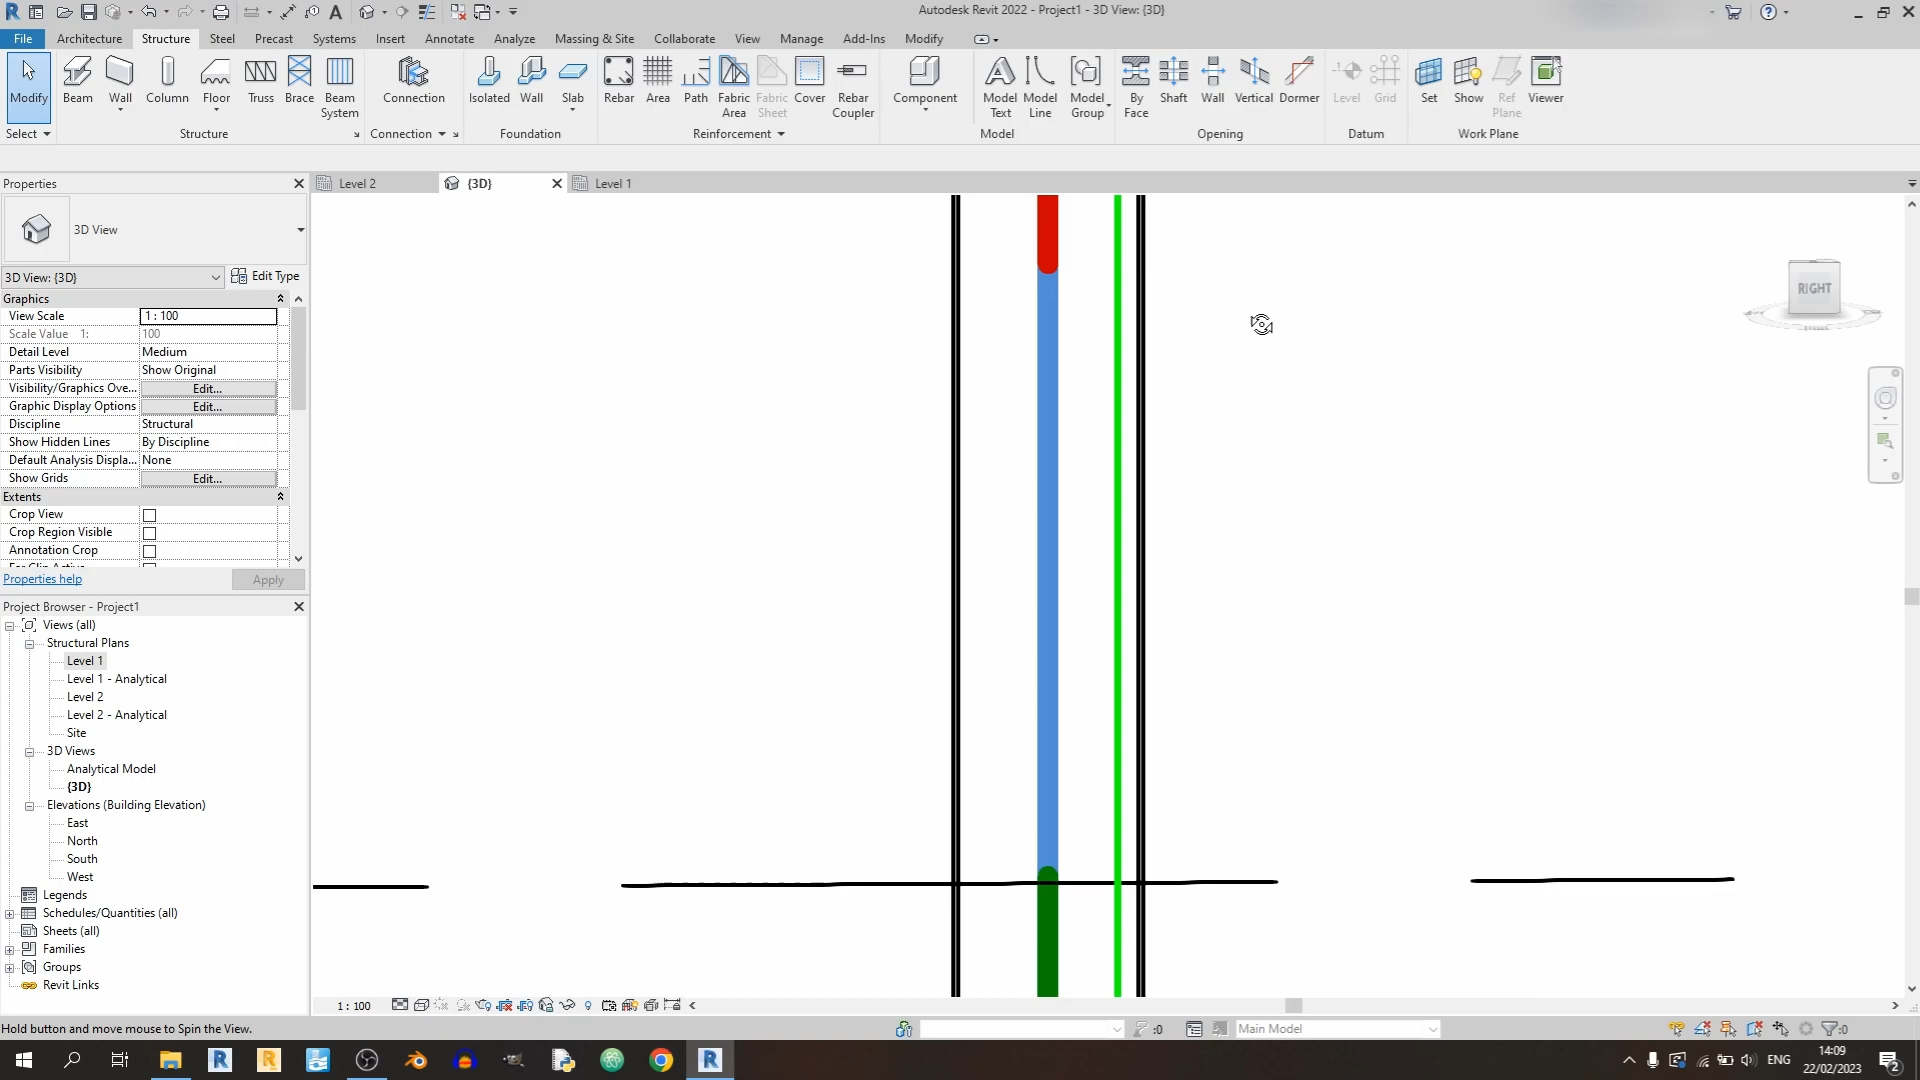 Autodesk Revit 2022 - Project1 - 3D View: {3D}
File Architecture Structure Steel Precast Systems Insert Annotate Analyze Massing & Site Collaborate View Manage Add-Ins Modify
Modify Beam Wall Column Floor Truss Brace Beam System Connection Isolated Wall Slab Rebar Area Path Fabric Area Fabric Sheet Cover Rebar Coupler Component Model Text Model Line Model Group By Face Shaft Wall Vertical Dormer Level Grid Set Show Ref Plane Viewer
Select Structure Connection Foundation Reinforcement Model Opening Datum Work Plane
Properties
Level 2 {3D} Level 1
3D View
3D View: {3D} Edit Type
Graphics
View Scale 1 : 100
Scale Value 1: 100
Detail Level Medium
Parts Visibility Show Original
Visibility/Graphics Ove... Edit...
Graphic Display Options Edit...
Discipline Structural
Show Hidden Lines By Discipline
Default Analysis Displa... None
Show Grids Edit...
Extents
Crop View
Crop Region Visible
Annotation Crop
Properties help Apply
Project Browser - Project1
Views (all)
Structural Plans
Level 1
Level 1 - Analytical
Level 2
Level 2 - Analytical
Site
3D Views
Analytical Model
{3D}
Elevations (Building Elevation)
East
North
South
West
Legends
Schedules/Quantities (all)
Sheets (all)
Families
Groups
Revit Links
RIGHT
1 : 100
Hold button and move mouse to Spin the View.
:0 Main Model :0
ENG 14:09
22/02/2023
2